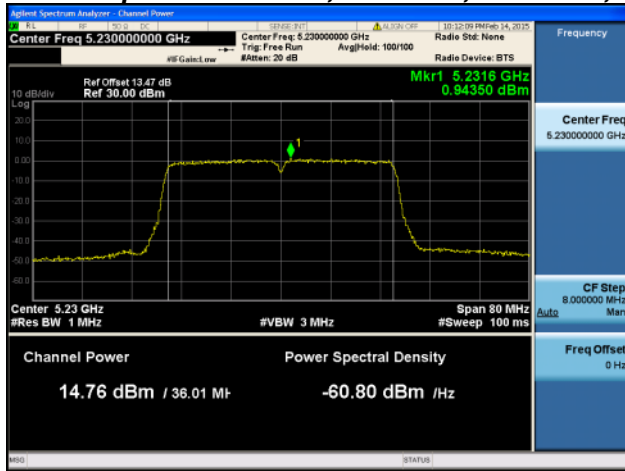 Agilent Spectrum Analyzer - Channel Power
RL RF 50 Ω DC SENSE:INT ALIGN OFF 10:12:09 PMFeb 14, 2015
Center Freq 5.230000000 GHz
Center Freq: 5.230000000 GHz
Radio Std: None
Trig: Free Run Avg|Hold: 100/100
#IFGain:Low #Atten: 20 dB Radio Device: BTS
Frequency
Ref Offset 13.47 dB
Ref 30.00 dBm
10 dB/div
Log
Mkr1 5.2316 GHz
0.94350 dBm
20.0
10.0
0.00
-10.0
-20.0
-30.0
-40.0
-50.0
-60.0
1
Center Freq
5.230000000 GHz
Center 5.23 GHz Span 80 MHz
#Res BW 1 MHz #VBW 3 MHz #Sweep 100 ms
CF Step
8.000000 MHz
Auto Man
Channel Power Power Spectral Density
14.76 dBm / 36.01 MH -60.80 dBm /Hz
Freq Offset
0 Hz
MSG STATUS